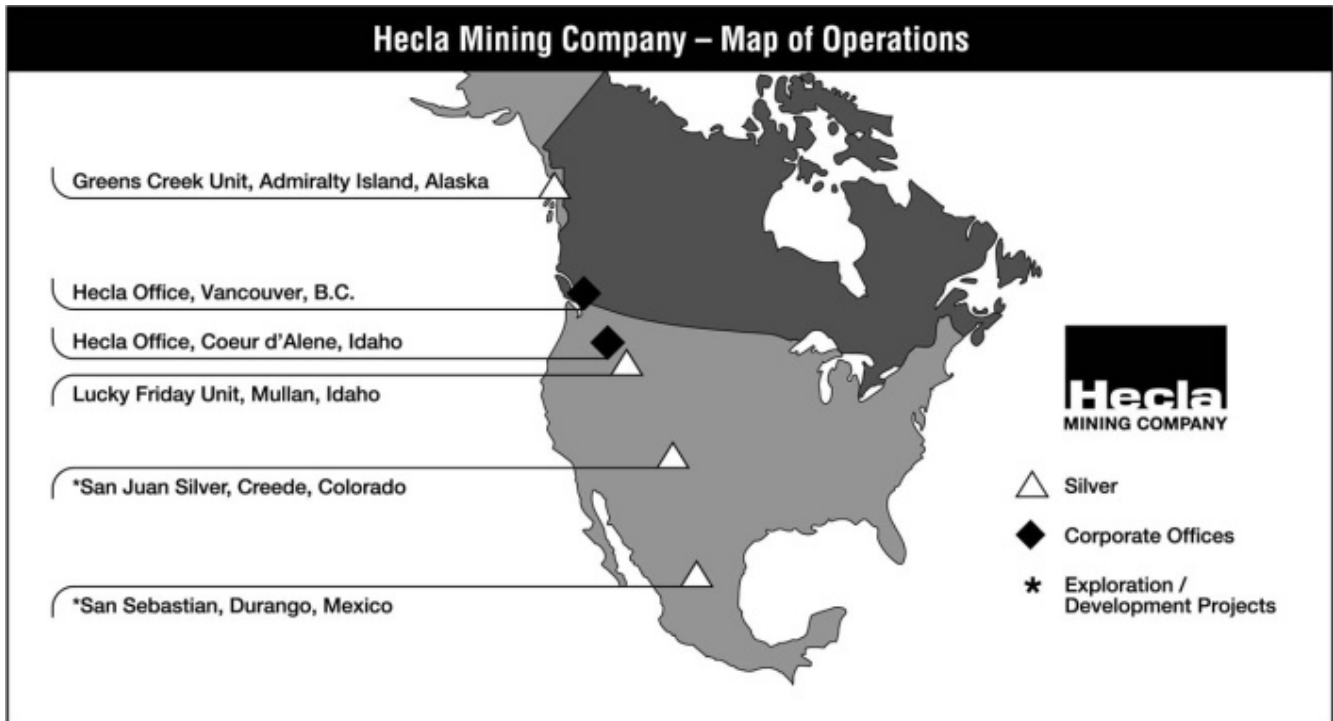 Hecla Mining Company – Map of Operations
Greens Creek Unit, Admiralty Island, Alaska
Hecla Office, Vancouver, B.C.
Hecla Office, Coeur d’Alene, Idaho
Lucky Friday Unit, Mullan, Idaho
*San Juan Silver, Creede, Colorado
*San Sebastian, Durango, Mexico
Hecla
MINING COMPANY
Silver
Corporate Offices
* Exploration /
Development Projects